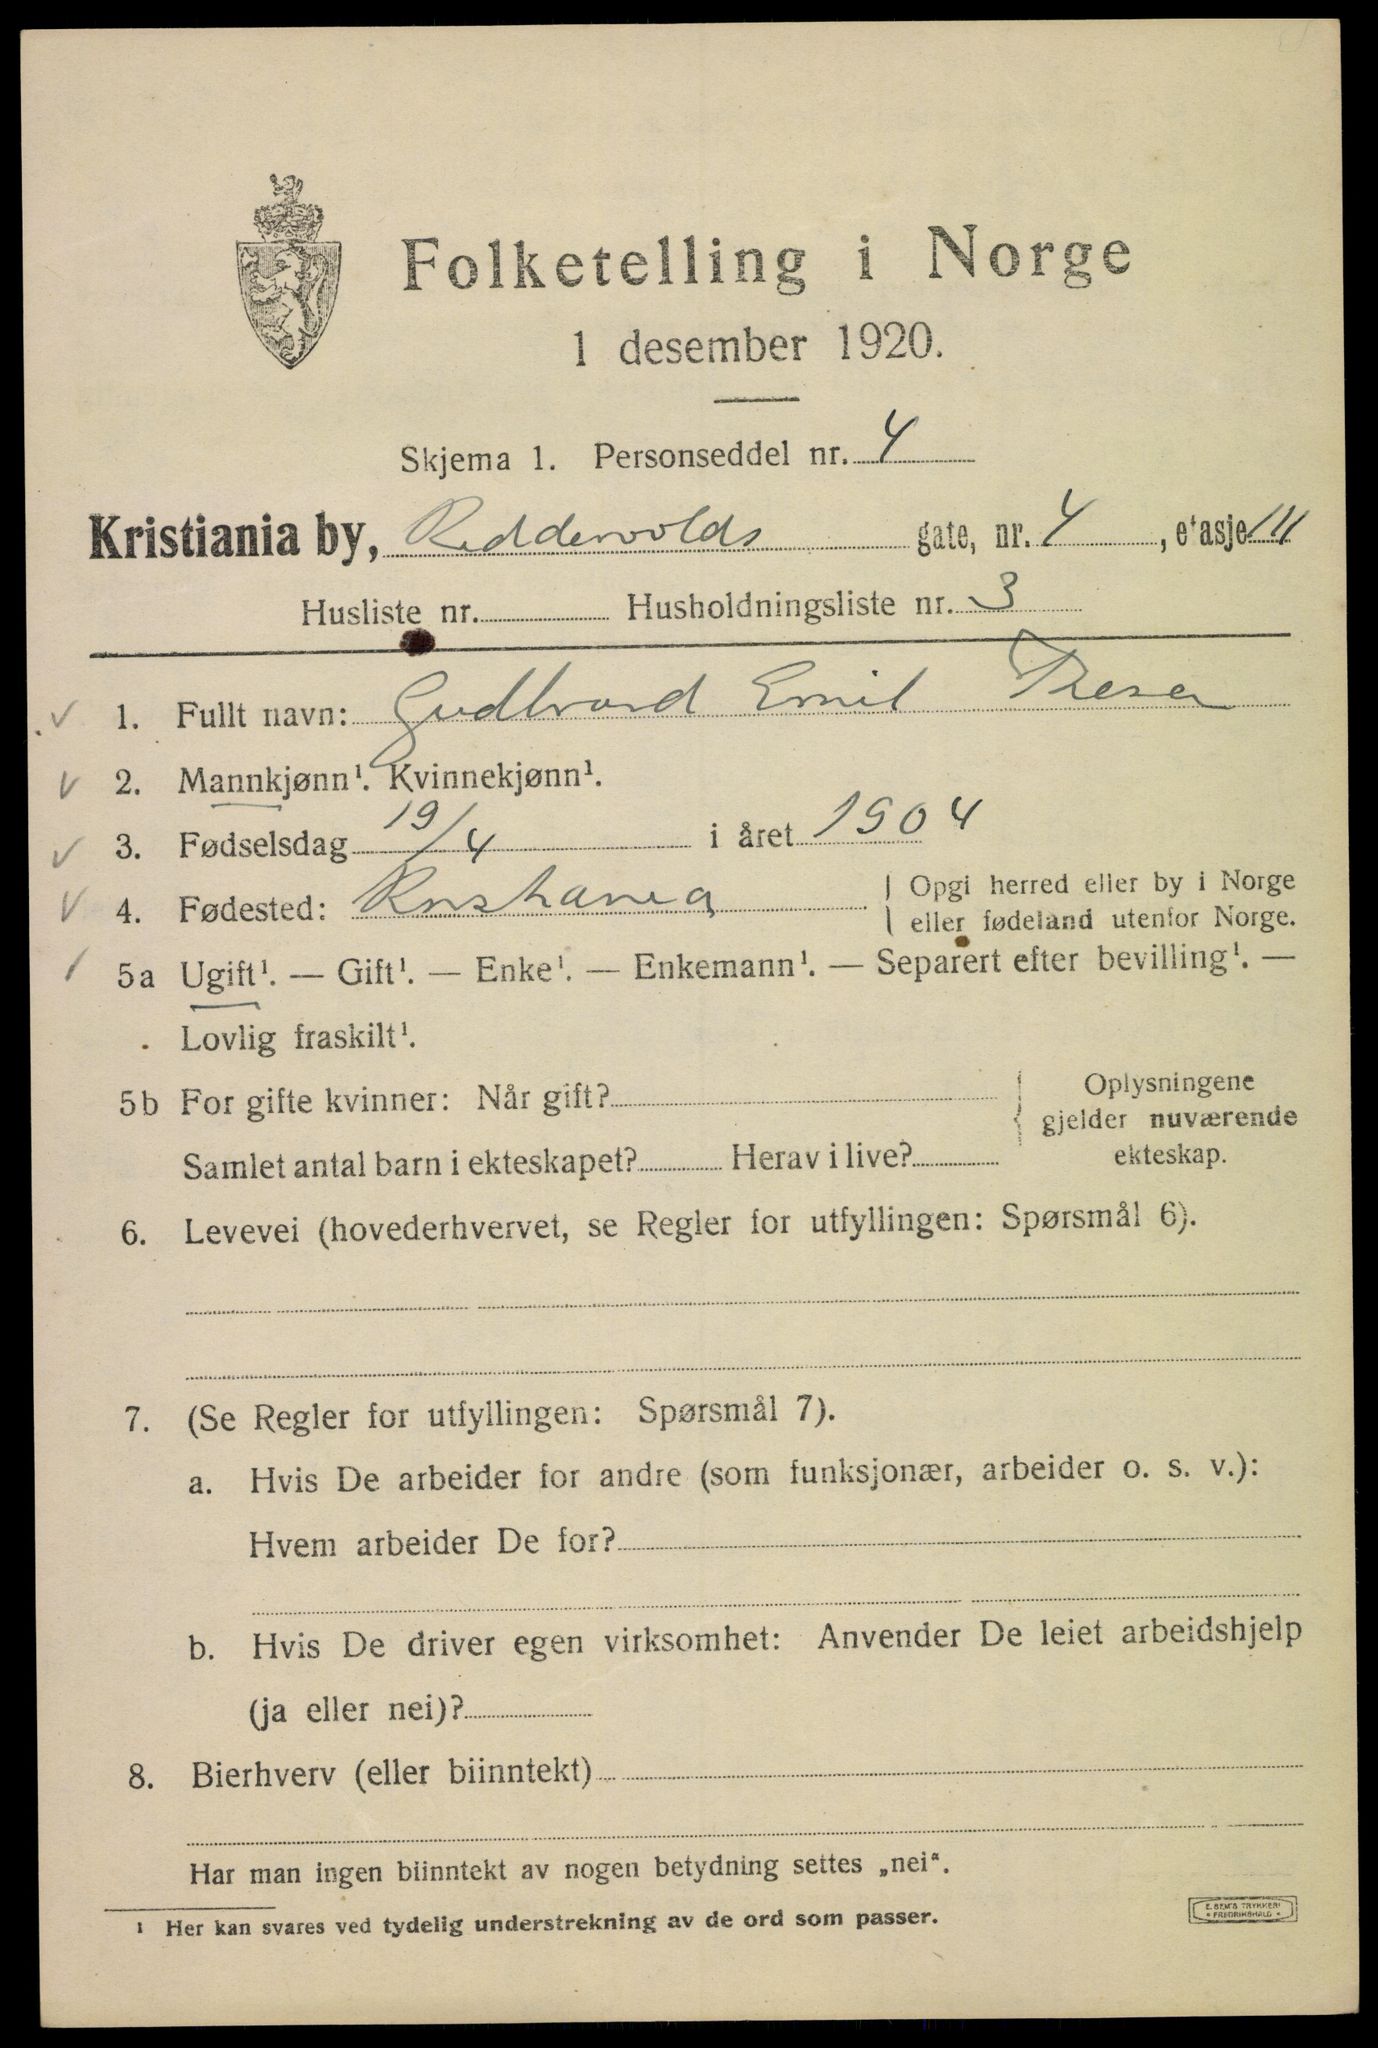 Folketelling i Norge
1 desember 1920.
Skjema 1. Personseddel nr. 4
Kristiania by, Reddervolds gate, nr. 4, etasje III
Husliste nr. Husholdningsliste nr. 3
1. Fullt navn: Gudbrand Emil
2. Mannkjønn¹. Kvinnekjønn¹.
3. Fødselsdag 19/4 i året 1904
4. Fødested: Kristiania Opgi herred eller by i Norge
eller fødeland utenfor Norge.
5a Ugift¹. — Gift¹. — Enke¹. — Enkemann¹. — Separert efter bevilling¹. —
Lovlig fraskilt¹.
5b For gifte kvinner: Når gift?
Samlet antal barn i ekteskapet? Herav i live?
Oplysningene
gjelder nuværende
ekteskap.
6. Levevei (hovederhvervet, se Regler for utfyllingen: Spørsmål 6).
7. (Se Regler for utfyllingen: Spørsmål 7).
a. Hvis De arbeider for andre (som funksjonær, arbeider o. s. v.):
Hvem arbeider De for?
b. Hvis De driver egen virksomhet: Anvender De leiet arbeidshjelp
(ja eller nei)?
8. Bierhverv (eller biinntekt)
Har man ingen biinntekt av nogen betydning settes „nei“.
¹ Her kan svares ved tydelig understrekning av de ord som passer.
E. SEM'S TRYKKERI
FREDRIKSHALD